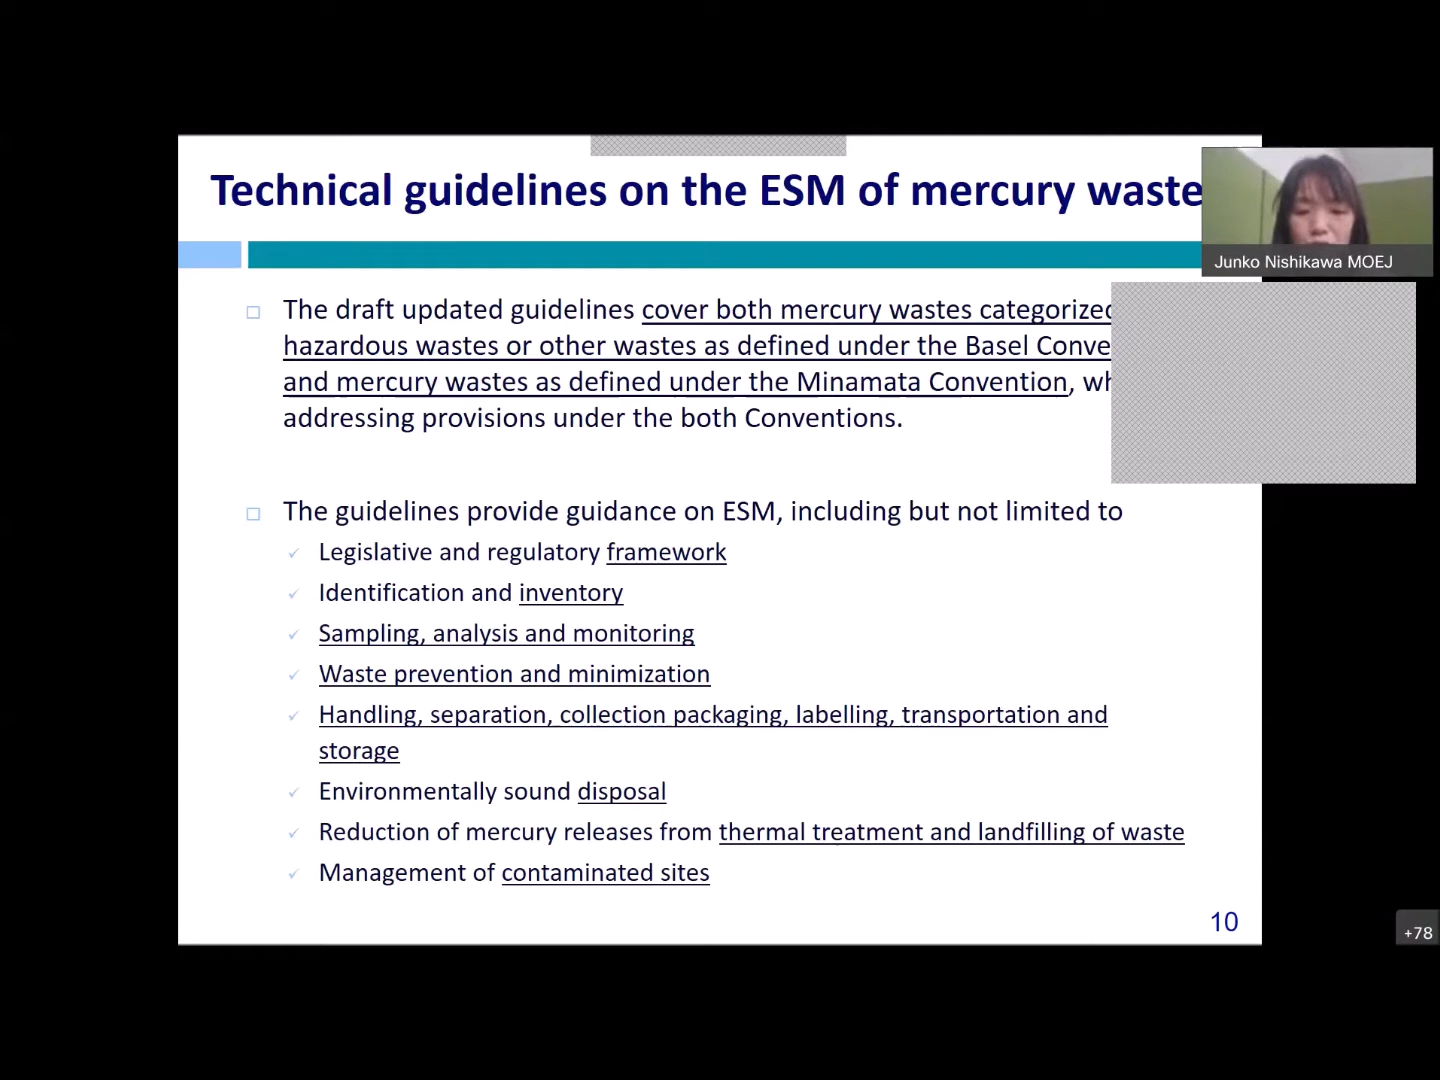 Technical guidelines on the ESM of mercury waste
Junko Nishikawa MOEJ
The draft updated guidelines cover both mercury wastes categorized
hazardous wastes or other wastes as defined under the Basel
and mercury wastes as defined under the Minamata Convention,
addressing provisions under the both Conventions.
The guidelines provide guidance on ESM, including but not limited to
Legislative and regulatory framework
Identification and inventory
Sampling, analysis and monitoring
Waste prevention and minimization
Handling, separation, collection packaging, labelling, transportation and
storage
Environmentally sound disposal
Reduction of mercury releases from thermal treatment and landfilling of waste
Management of contaminated sites
10
+78